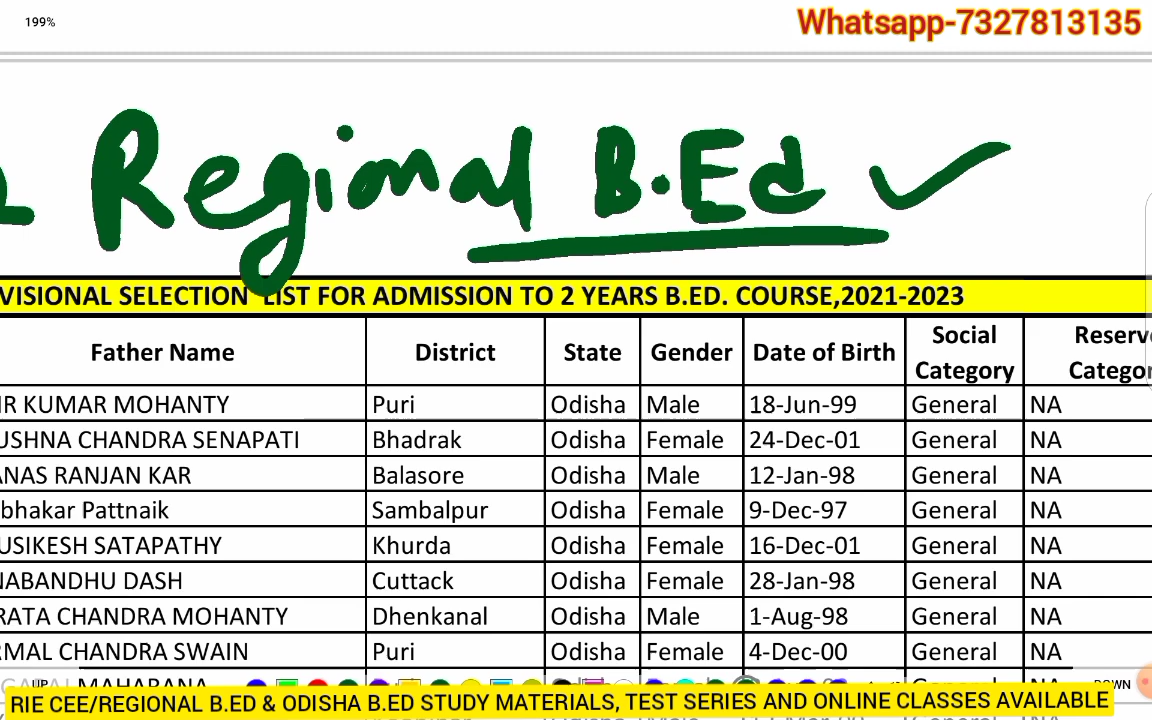 199%
Whatsapp-7327813135
Regional B.Ed
VISIONAL SELECTION LIST FOR ADMISSION TO 2 YEARS B.ED. COURSE,2021-2023
Father Name District State Gender Date of Birth Social Category Reserve Categor
IR KUMAR MOHANTY Puri Odisha Male 18-Jun-99 General NA
USHNA CHANDRA SENAPATI Bhadrak Odisha Female 24-Dec-01 General NA
ANAS RANJAN KAR Balasore Odisha Male 12-Jan-98 General NA
bhakar Pattnaik Sambalpur Odisha Female 9-Dec-97 General NA
USIKESH SATAPATHY Khurda Odisha Female 16-Dec-01 General NA
NABANDHU DASH Cuttack Odisha Female 28-Jan-98 General NA
RATA CHANDRA MOHANTY Dhenkanal Odisha Male 1-Aug-98 General NA
RMAL CHANDRA SWAIN Puri Odisha Female 4-Dec-00 General NA
UP MAHARANA DOWN
RIE CEE/REGIONAL B.ED & ODISHA B.ED STUDY MATERIALS, TEST SERIES AND ONLINE CLASSES AVAILABLE